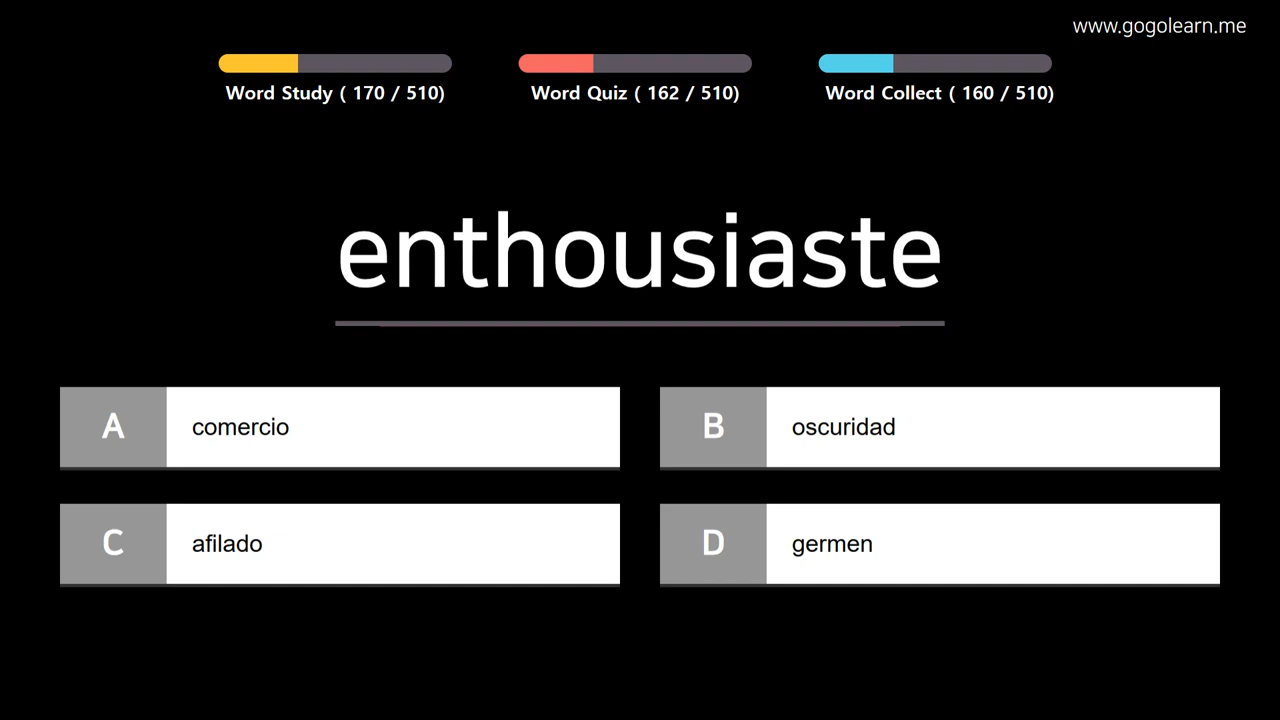 www.gogolearn.me
Word Study ( 170 / 510)
Word Quiz ( 162 / 510)
Word Collect ( 160 / 510)
enthousiaste
A
comercio
B
oscuridad
C
afilado
D
germen